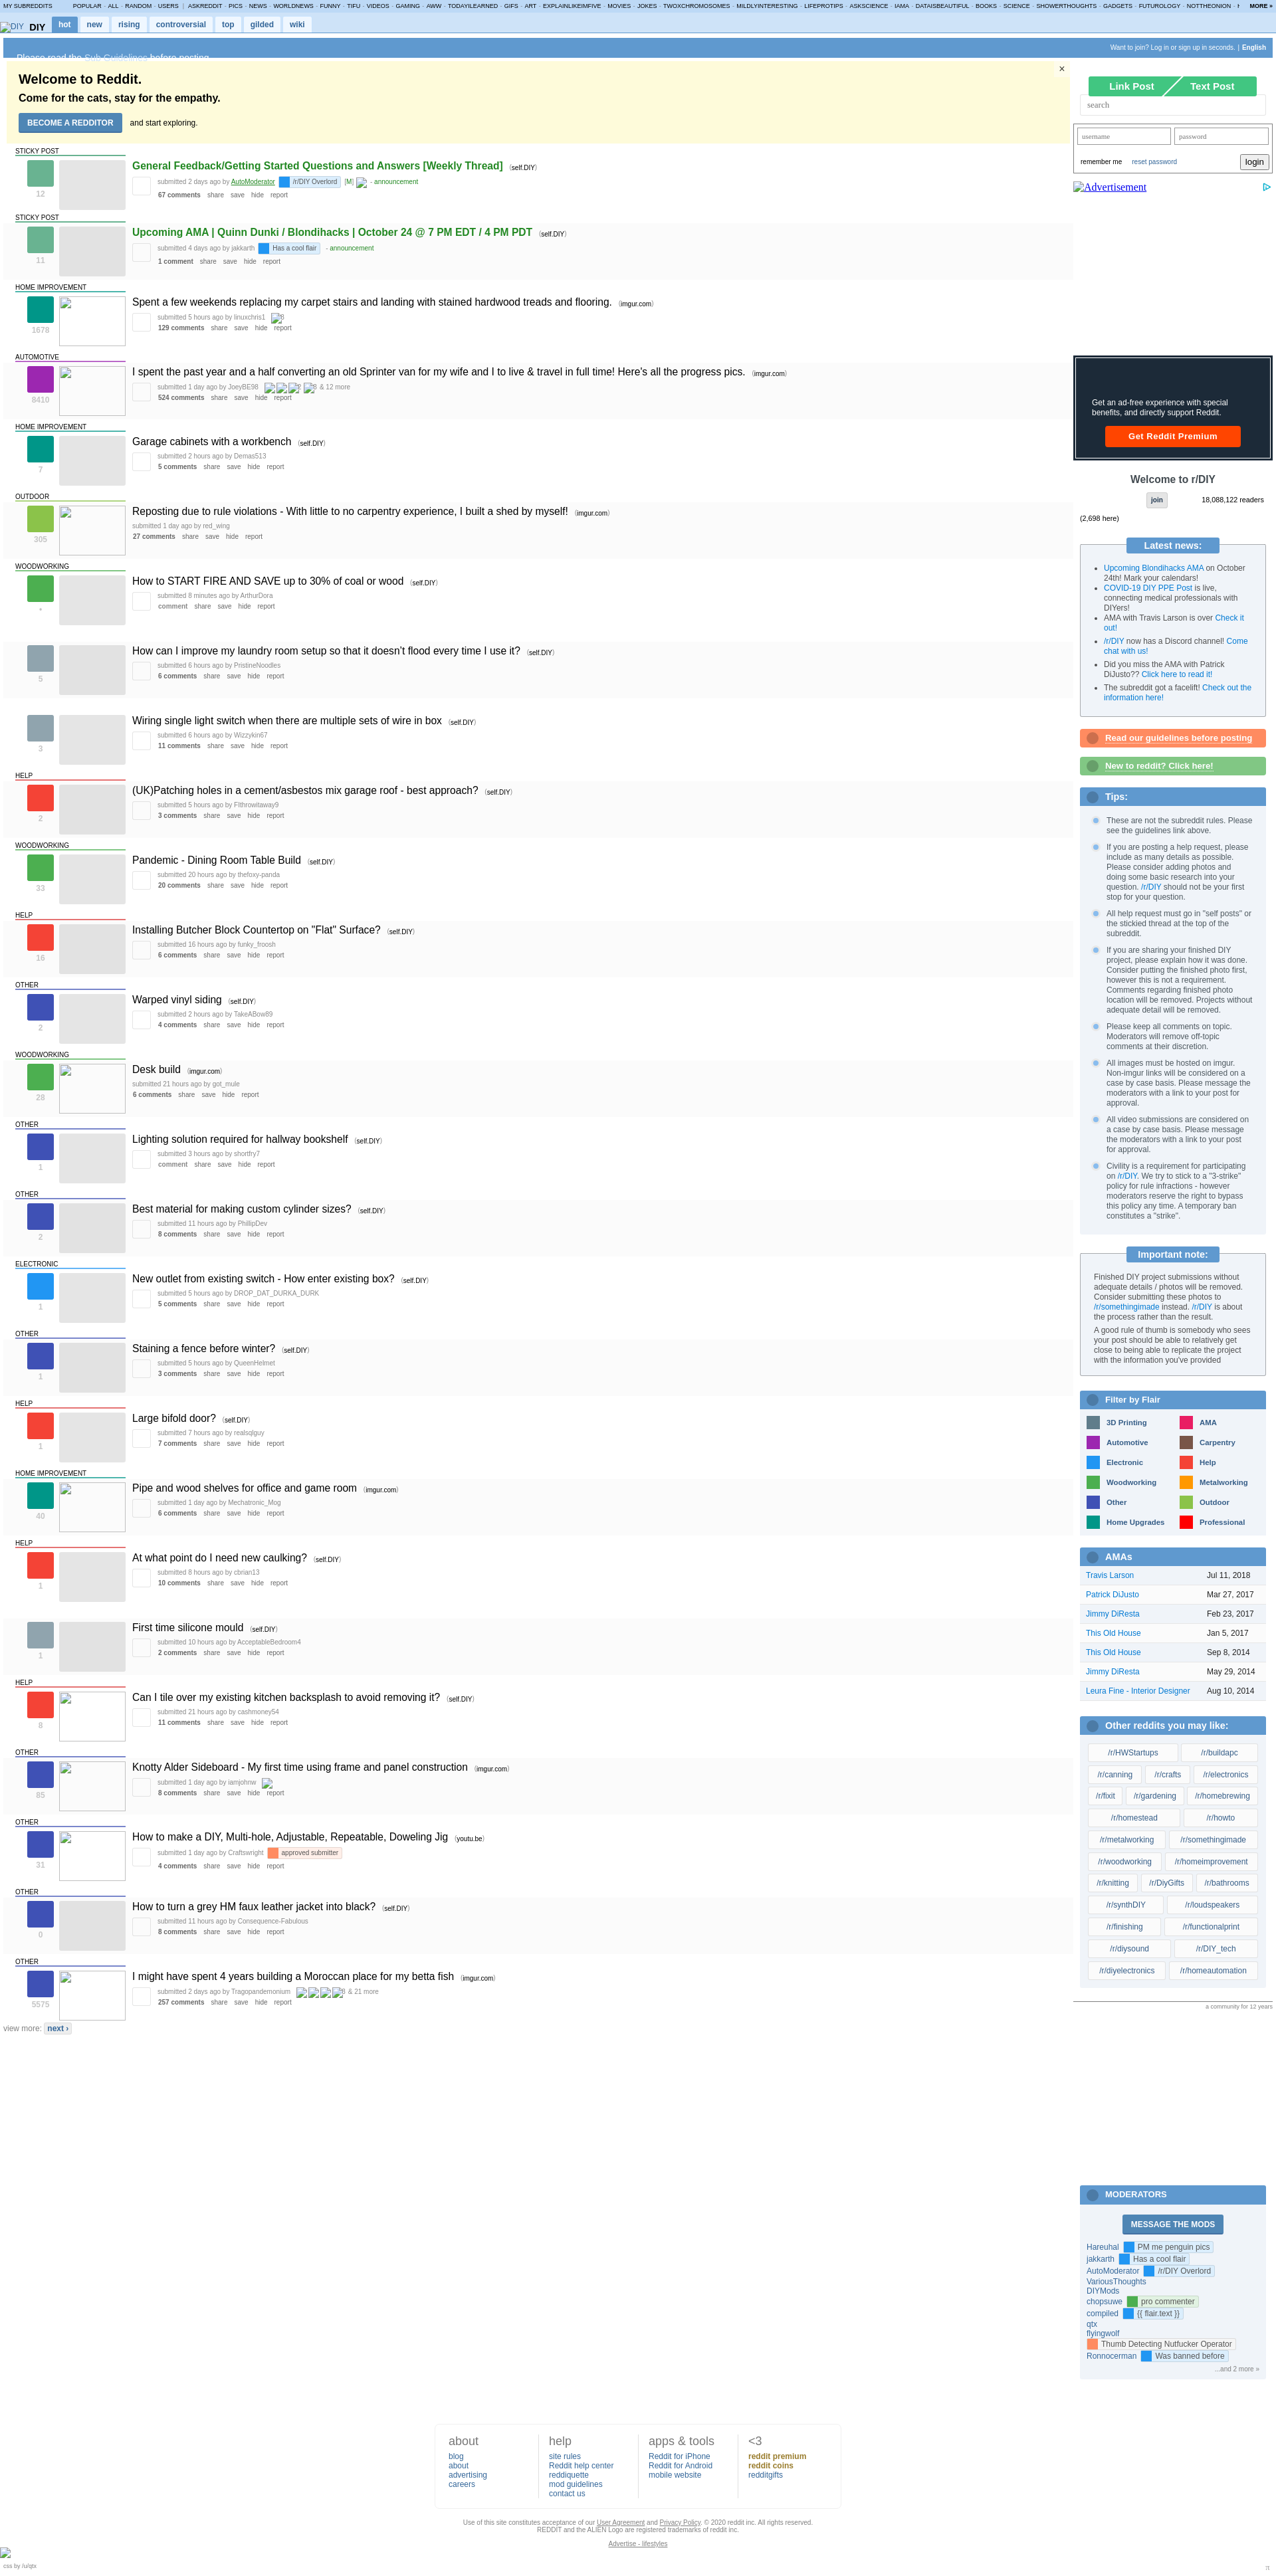 MY SUBREDDITS POPULAR - ALL - RANDOM - USERS | ASKREDDIT - PICS - NEWS - WORLDNEWS - FUNNY - TIFU - VIDEOS - GAMING - AWW - TODAYILEARNED - GIFS - ART - EXPLAINLIKEIMFIVE - MOVIES - JOKES - TWOXCHROMOSOMES - MILDLYINTERESTING - LIFEPROTIPS - ASKSCIENCE - IAMA - DATAISBEAUTIFUL - BOOKS - SCIENCE - SHOWERTHOUGHTS - GADGETS - FUTUROLOGY - NOTTHEONION - MORE »
DIY DIY hot new rising controversial top gilded wiki
Want to join? Log in or sign up in seconds. | English
Please read the Sub Guidelines before posting
Welcome to Reddit.
Come for the cats, stay for the empathy.
BECOME A REDDITOR and start exploring.
×
STICKY POST
General Feedback/Getting Started Questions and Answers [Weekly Thread] (self.DIY)
12
submitted 2 days ago by AutoModerator /r/DIY Overlord [M] - announcement
67 comments share save hide report
STICKY POST
Upcoming AMA | Quinn Dunki / Blondihacks | October 24 @ 7 PM EDT / 4 PM PDT (self.DIY)
11
submitted 4 days ago by jakkarth Has a cool flair - announcement
1 comment share save hide report
HOME IMPROVEMENT
Spent a few weekends replacing my carpet stairs and landing with stained hardwood treads and flooring. (imgur.com)
1678
submitted 5 hours ago by linuxchris1
129 comments share save hide report
AUTOMOTIVE
I spent the past year and a half converting an old Sprinter van for my wife and I to live & travel in full time! Here's all the progress pics. (imgur.com)
8410
submitted 1 day ago by JoeyBE98 & 12 more
524 comments share save hide report
HOME IMPROVEMENT
Garage cabinets with a workbench (self.DIY)
7
submitted 2 hours ago by Demas513
5 comments share save hide report
OUTDOOR
Reposting due to rule violations - With little to no carpentry experience, I built a shed by myself! (imgur.com)
305
submitted 1 day ago by red_wing
27 comments share save hide report
WOODWORKING
How to START FIRE AND SAVE up to 30% of coal or wood (self.DIY)
•
submitted 8 minutes ago by ArthurDora
comment share save hide report
How can I improve my laundry room setup so that it doesn't flood every time I use it? (self.DIY)
5
submitted 6 hours ago by PristineNoodles
6 comments share save hide report
Wiring single light switch when there are multiple sets of wire in box (self.DIY)
3
submitted 6 hours ago by Wizzykin67
11 comments share save hide report
HELP
(UK)Patching holes in a cement/asbestos mix garage roof - best approach? (self.DIY)
2
submitted 5 hours ago by FIthrowitaway9
3 comments share save hide report
WOODWORKING
Pandemic - Dining Room Table Build (self.DIY)
33
submitted 20 hours ago by thefoxy-panda
20 comments share save hide report
HELP
Installing Butcher Block Countertop on "Flat" Surface? (self.DIY)
16
submitted 16 hours ago by funky_froosh
6 comments share save hide report
OTHER
Warped vinyl siding (self.DIY)
2
submitted 2 hours ago by TakeABow89
4 comments share save hide report
WOODWORKING
Desk build (imgur.com)
28
submitted 21 hours ago by got_mule
6 comments share save hide report
OTHER
Lighting solution required for hallway bookshelf (self.DIY)
1
submitted 3 hours ago by shortfry7
comment share save hide report
OTHER
Best material for making custom cylinder sizes? (self.DIY)
2
submitted 11 hours ago by PhillipDev
8 comments share save hide report
ELECTRONIC
New outlet from existing switch - How enter existing box? (self.DIY)
1
submitted 5 hours ago by DROP_DAT_DURKA_DURK
5 comments share save hide report
OTHER
Staining a fence before winter? (self.DIY)
1
submitted 5 hours ago by QueenHelmet
3 comments share save hide report
HELP
Large bifold door? (self.DIY)
1
submitted 7 hours ago by realsqlguy
7 comments share save hide report
HOME IMPROVEMENT
Pipe and wood shelves for office and game room (imgur.com)
40
submitted 1 day ago by Mechatronic_Mog
6 comments share save hide report
HELP
At what point do I need new caulking? (self.DIY)
1
submitted 8 hours ago by cbrian13
10 comments share save hide report
First time silicone mould (self.DIY)
1
submitted 10 hours ago by AcceptableBedroom4
2 comments share save hide report
HELP
Can I tile over my existing kitchen backsplash to avoid removing it? (self.DIY)
8
submitted 21 hours ago by cashmoney54
11 comments share save hide report
OTHER
Knotty Alder Sideboard - My first time using frame and panel construction (imgur.com)
85
submitted 1 day ago by iamjohnw
8 comments share save hide report
OTHER
How to make a DIY, Multi-hole, Adjustable, Repeatable, Doweling Jig (youtu.be)
31
submitted 1 day ago by Craftswright approved submitter
4 comments share save hide report
OTHER
How to turn a grey HM faux leather jacket into black? (self.DIY)
0
submitted 11 hours ago by Consequence-Fabulous
8 comments share save hide report
OTHER
I might have spent 4 years building a Moroccan place for my betta fish (imgur.com)
5575
submitted 2 days ago by Tragopandemonium & 21 more
257 comments share save hide report
view more: next ›
Link Post Text Post
search
username password
remember me reset password login
Advertisement
Get an ad-free experience with special
benefits, and directly support Reddit.
Get Reddit Premium
Welcome to r/DIY
join 18,088,122 readers
(2,698 here)
Latest news:
Upcoming Blondihacks AMA on October
24th! Mark your calendars!
COVID-19 DIY PPE Post is live,
connecting medical professionals with
DIYers!
AMA with Travis Larson is over Check it
out!
/r/DIY now has a Discord channel! Come
chat with us!
Did you miss the AMA with Patrick
DiJusto?? Click here to read it!
The subreddit got a facelift! Check out the
information here!
Read our guidelines before posting
New to reddit? Click here!
Tips:
These are not the subreddit rules. Please
see the guidelines link above.
If you are posting a help request, please
include as many details as possible.
Please consider adding photos and
doing some basic research into your
question. /r/DIY should not be your first
stop for your question.
All help request must go in "self posts" or
the stickied thread at the top of the
subreddit.
If you are sharing your finished DIY
project, please explain how it was done.
Consider putting the finished photo first,
however this is not a requirement.
Comments regarding finished photo
location will be removed. Projects without
adequate detail will be removed.
Please keep all comments on topic.
Moderators will remove off-topic
comments at their discretion.
All images must be hosted on imgur.
Non-imgur links will be considered on a
case by case basis. Please message the
moderators with a link to your post for
approval.
All video submissions are considered on
a case by case basis. Please message
the moderators with a link to your post
for approval.
Civility is a requirement for participating
on /r/DIY. We try to stick to a "3-strike"
policy for rule infractions - however
moderators reserve the right to bypass
this policy any time. A temporary ban
constitutes a "strike".
Important note:
Finished DIY project submissions without
adequate details / photos will be removed.
Consider submitting these photos to
/r/somethingimade instead. /r/DIY is about
the process rather than the result.
A good rule of thumb is somebody who sees
your post should be able to relatively get
close to being able to replicate the project
with the information you've provided
Filter by Flair
3D Printing AMA
Automotive Carpentry
Electronic Help
Woodworking Metalworking
Other Outdoor
Home Upgrades Professional
AMAs
Travis Larson Jul 11, 2018
Patrick DiJusto Mar 27, 2017
Jimmy DiResta Feb 23, 2017
This Old House Jan 5, 2017
This Old House Sep 8, 2014
Jimmy DiResta May 29, 2014
Leura Fine - Interior Designer Aug 10, 2014
Other reddits you may like:
/r/HWStartups /r/buildapc
/r/canning /r/crafts /r/electronics
/r/fixit /r/gardening /r/homebrewing
/r/homestead /r/howto
/r/metalworking /r/somethingimade
/r/woodworking /r/homeimprovement
/r/knitting /r/DiyGifts /r/bathrooms
/r/synthDIY /r/loudspeakers
/r/finishing /r/functionalprint
/r/diysound /r/DIY_tech
/r/diyelectronics /r/homeautomation
a community for 12 years
MODERATORS
MESSAGE THE MODS
Hareuhal PM me penguin pics
jakkarth Has a cool flair
AutoModerator /r/DIY Overlord
VariousThoughts
DIYMods
chopsuwe pro commenter
compiled {{ flair.text }}
qtx
flyingwolf
Thumb Detecting Nutfucker Operator
Ronnocerman Was banned before
...and 2 more »
about help apps & tools <3
blog site rules Reddit for iPhone reddit premium
about Reddit help center Reddit for Android reddit coins
advertising reddiquette mobile website redditgifts
careers mod guidelines
contact us
Use of this site constitutes acceptance of our User Agreement and Privacy Policy. © 2020 reddit inc. All rights reserved.
REDDIT and the ALIEN Logo are registered trademarks of reddit inc.
Advertise - lifestyles
css by /u/qtx
π